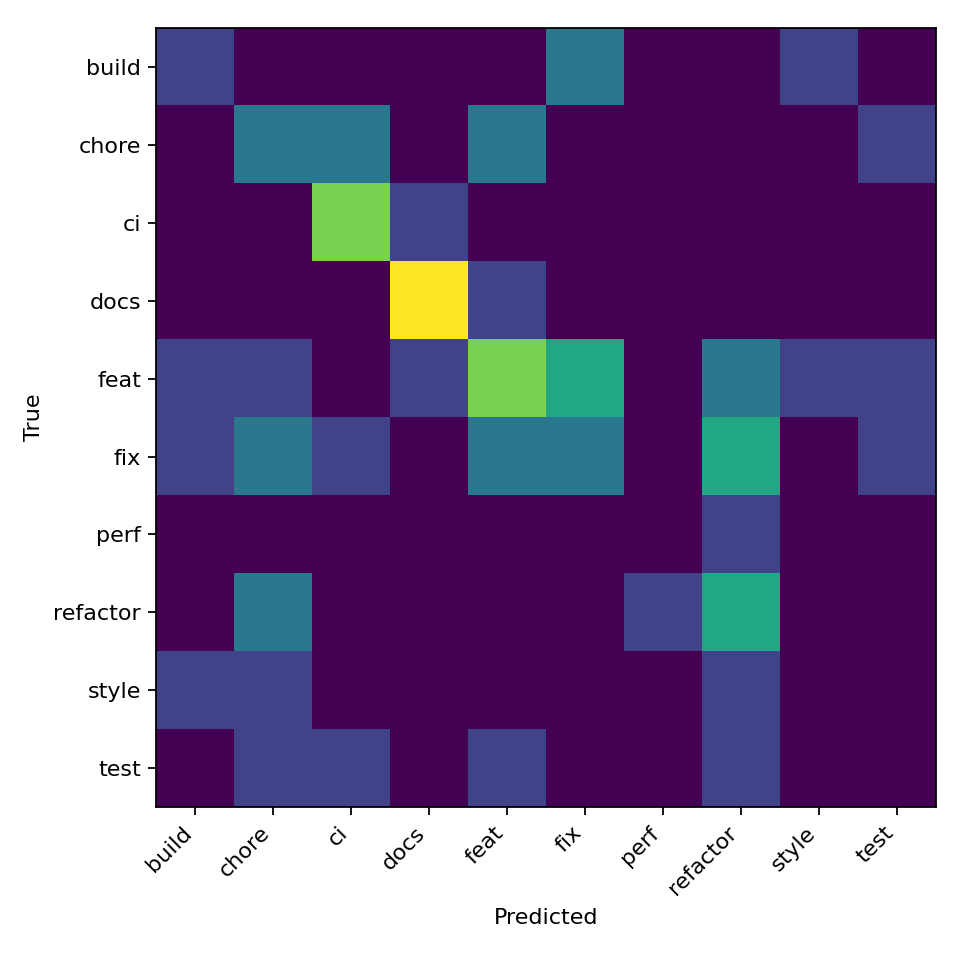 build
chore
ci
docs
feat
fix
perf
refactor
style
test
True
build
chore
ci
docs
feat
fix
perf
refactor
style
test
Predicted